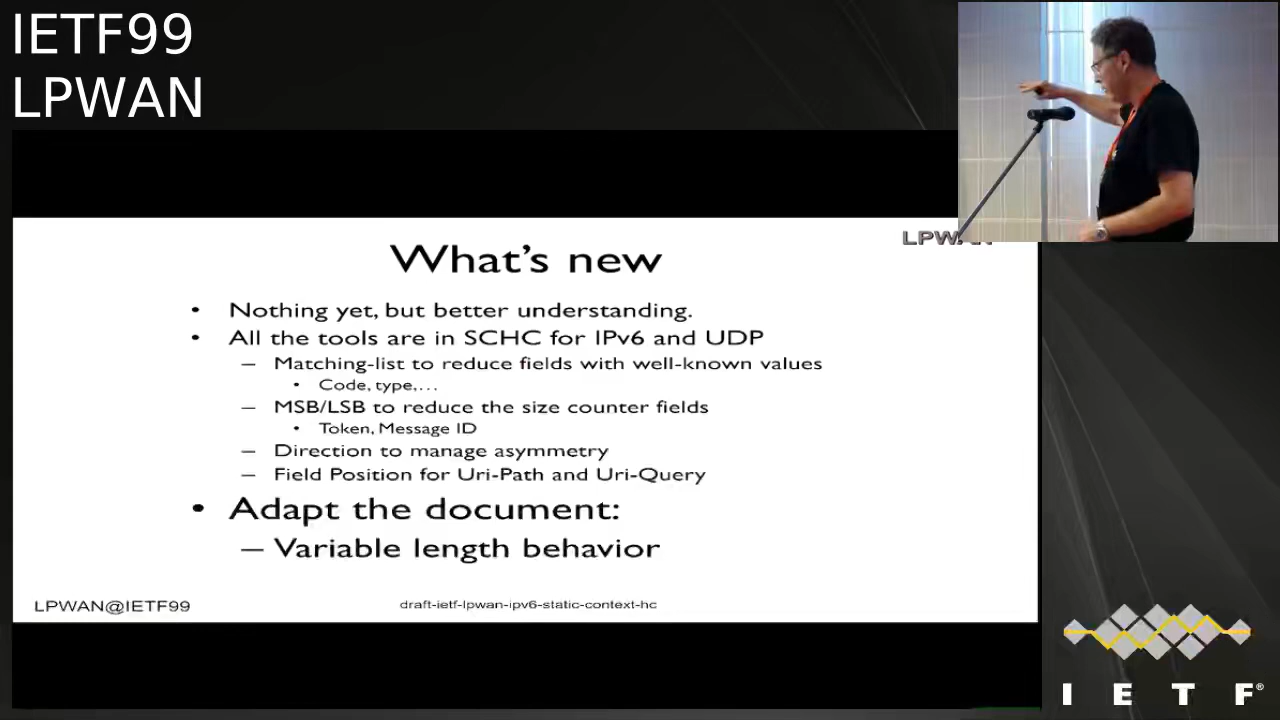 IETF99
LPWAN
What's new
• Nothing yet, but better understanding.
• All the tools are in SCHC for IPv6 and UDP
– Matching-list to reduce fields with well-known values
• Code, type,…
– MSB/LSB to reduce the size counter fields
• Token, Message ID
– Direction to manage asymmetry
– Field Position for Uri-Path and Uri-Query
• Adapt the document:
– Variable length behavior
LPWAN@IETF99
draft-ietf-lpwan-ipv6-static-context-hc
LPWAN
I E T F®